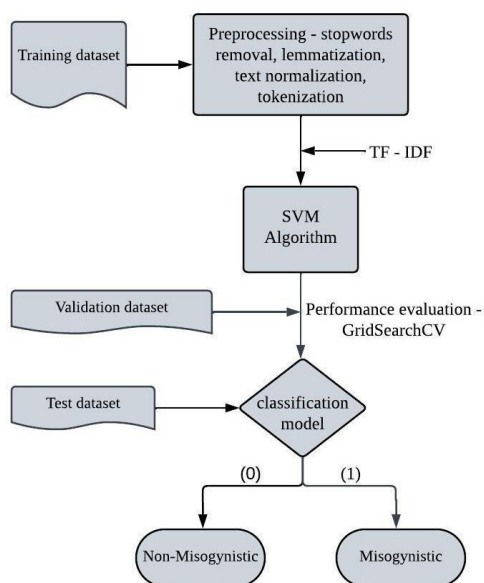 Training dataset
Preprocessing - stopwords
removal, lemmatization,
text normalization,
tokenization
TF - IDF
SVM
Algorithm
Validation dataset
Performance evaluation -
GridSearchCV
Test dataset
classification
model
(0)
(1)
Non-Misogynistic
Misogynistic